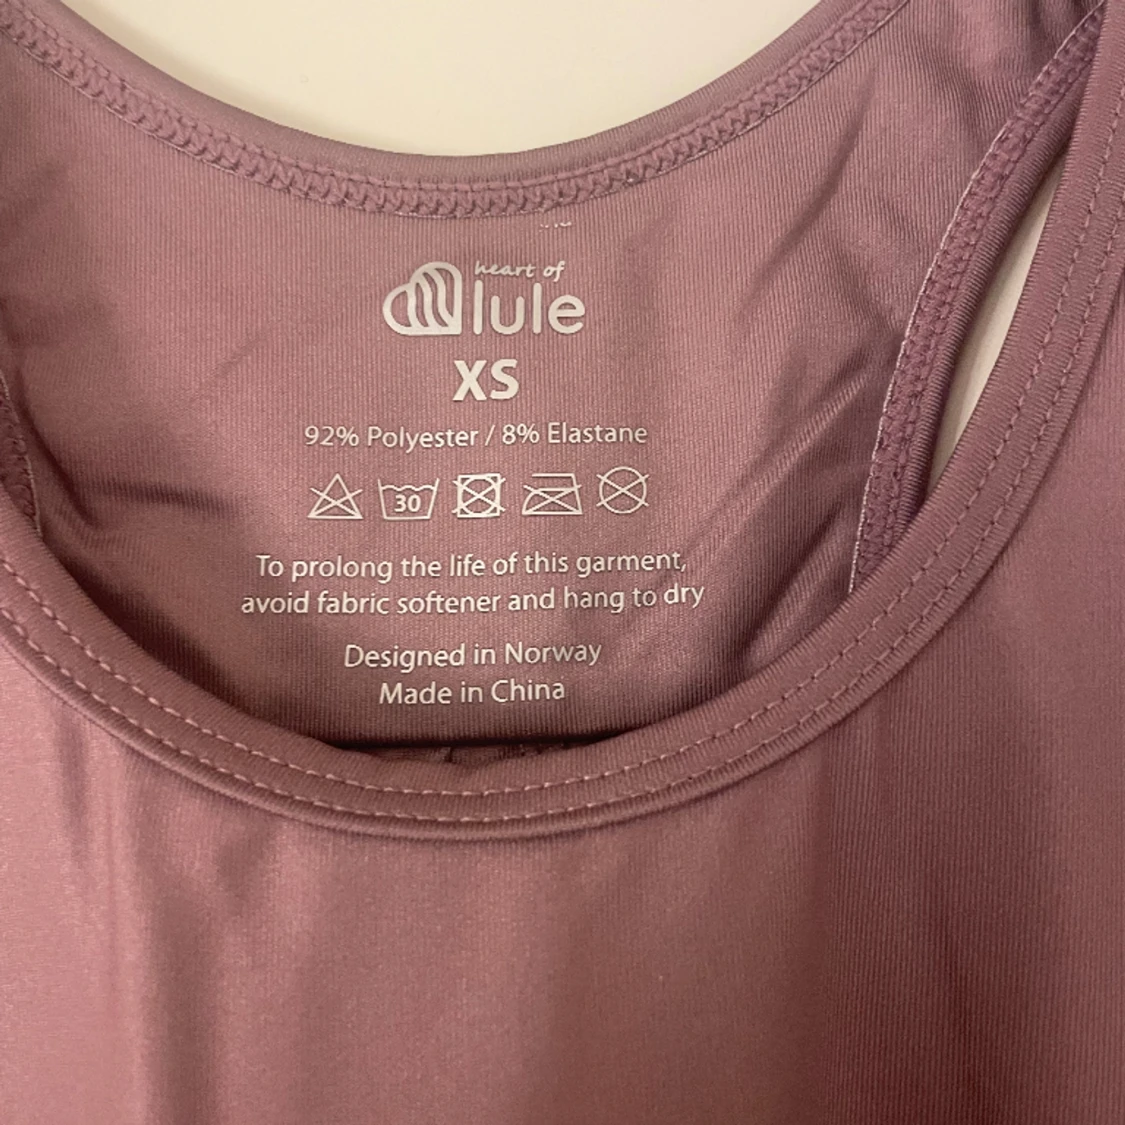 heart of
lule
XS
92% Polyester / 8% Elastane
30
To prolong the life of this garment,
avoid fabric softener and hang to dry
Designed in Norway
Made in China